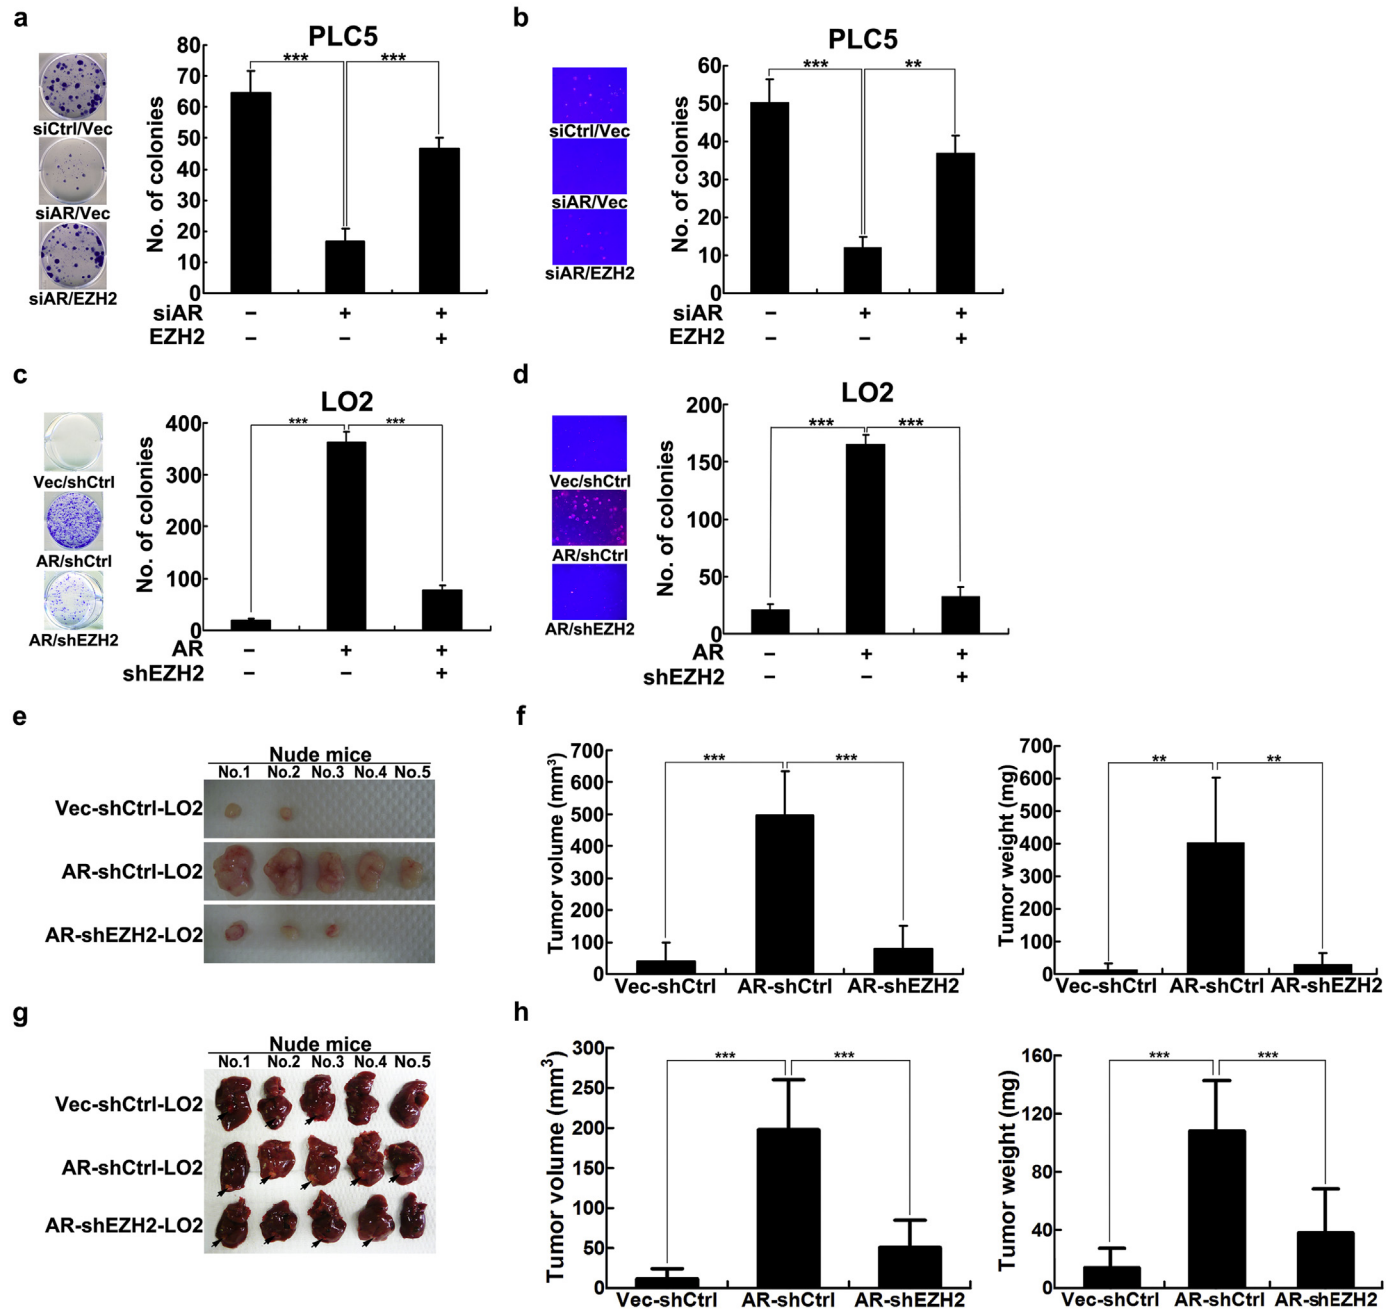 a
PLC5
siCtrl/Vec
siAR/Vec
siAR/EZH2
No. of colonies
80
70
60
50
40
30
20
10
0
*** ***
siAR − + +
EZH2 − − +
b
PLC5
siCtrl/Vec
siAR/Vec
siAR/EZH2
No. of colonies
60
50
40
30
20
10
0
*** **
siAR − + +
EZH2 − − +
c
LO2
Vec/shCtrl
AR/shCtrl
AR/shEZH2
No. of colonies
400
300
200
100
0
*** ***
AR − + +
shEZH2 − − +
d
LO2
Vec/shCtrl
AR/shCtrl
AR/shEZH2
No. of colonies
200
150
100
50
0
*** ***
AR − + +
shEZH2 − − +
e
Nude mice
No.1 No.2 No.3 No.4 No.5
Vec-shCtrl-LO2
AR-shCtrl-LO2
AR-shEZH2-LO2
f
Tumor volume (mm³)
700
600
500
400
300
200
100
0
*** ***
Vec-shCtrl AR-shCtrl AR-shEZH2
Tumor weight (mg)
700
600
500
400
300
200
100
0
** **
Vec-shCtrl AR-shCtrl AR-shEZH2
g
Nude mice
No.1 No.2 No.3 No.4 No.5
Vec-shCtrl-LO2
AR-shCtrl-LO2
AR-shEZH2-LO2
h
Tumor volume (mm³)
300
250
200
150
100
50
0
*** ***
Vec-shCtrl AR-shCtrl AR-shEZH2
Tumor weight (mg)
160
120
80
40
0
*** ***
Vec-shCtrl AR-shCtrl AR-shEZH2